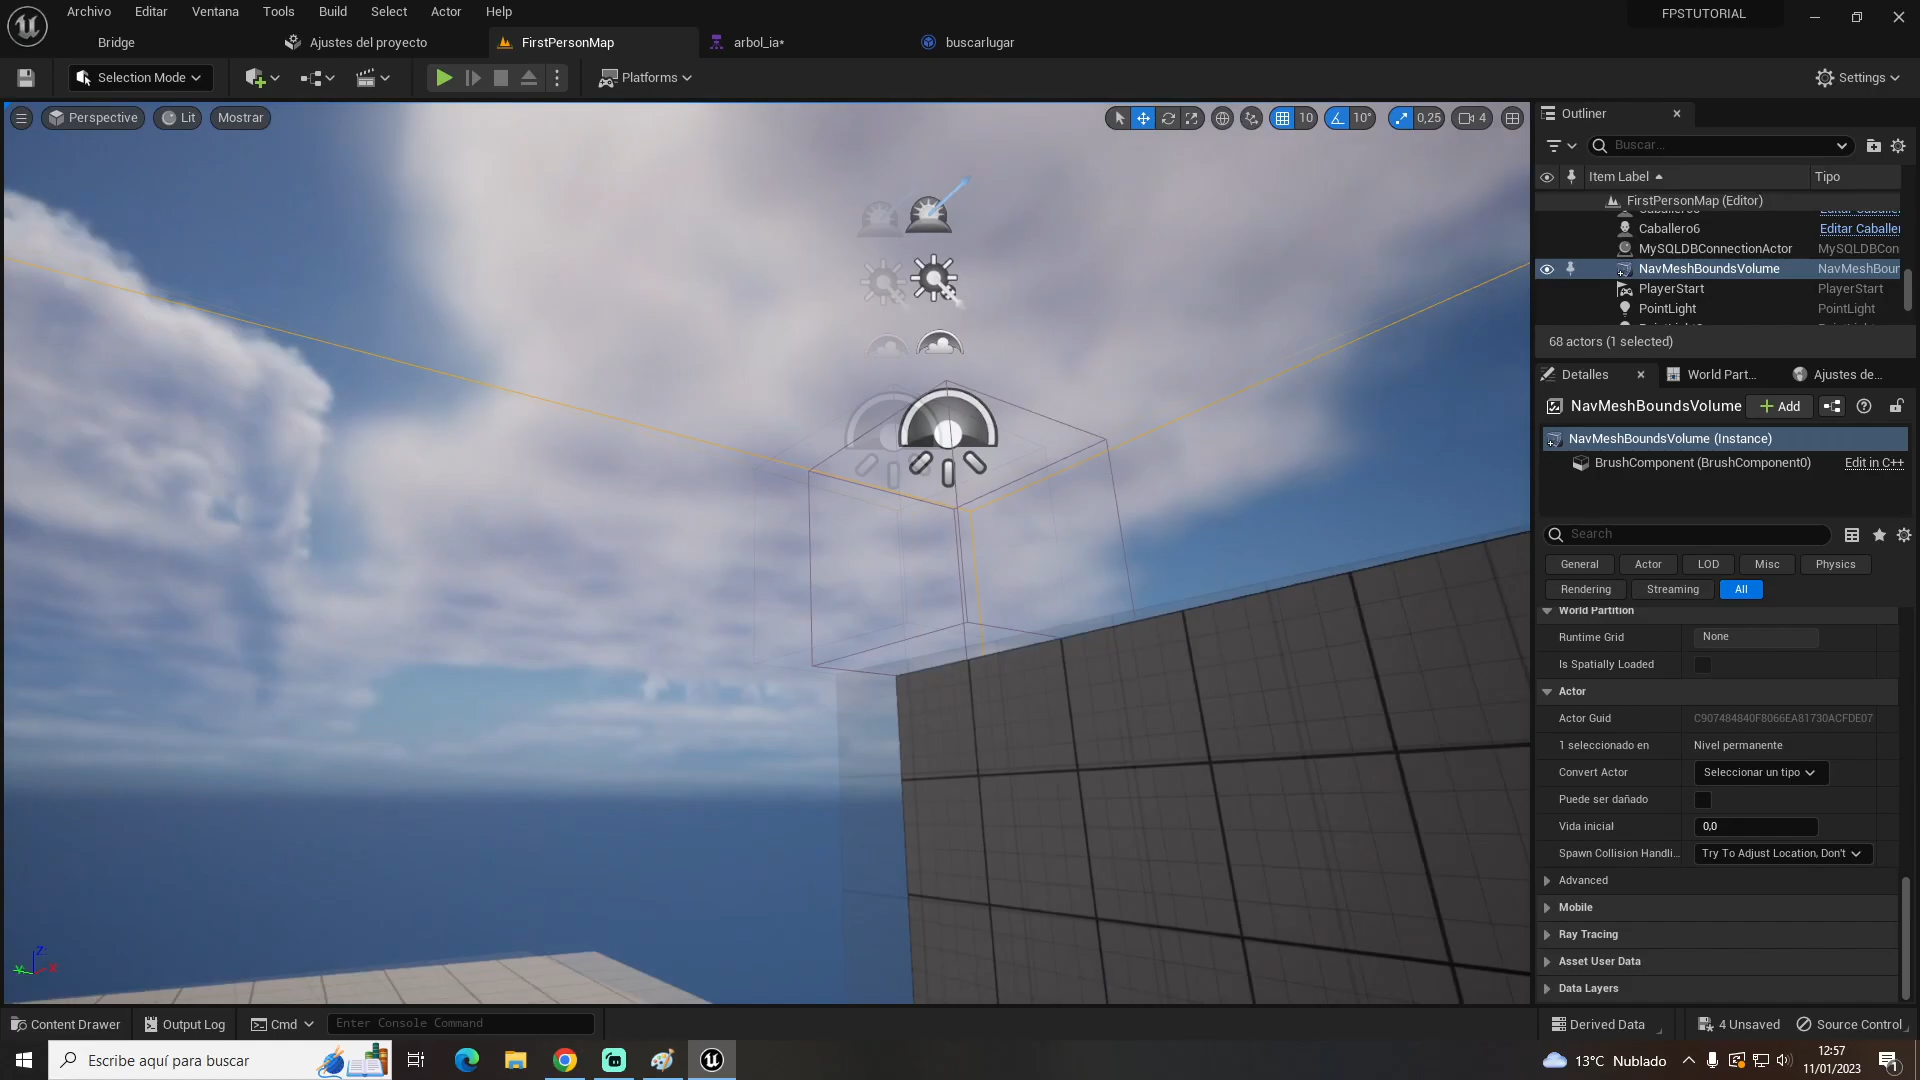 Archivo Editar Ventana Tools Build Select Actor Help
FPSTUTORIAL
Bridge Ajustes del proyecto FirstPersonMap arbol_ia* buscarlugar
Selection Mode Platforms Settings
Perspective Lit Mostrar 10 10° 0,25 4
Outliner
Buscar...
Item Label Tipo
FirstPersonMap (Editor)
Caballero6 Editar Caballer
MySQLDBConnectionActor MySQLDBCon
NavMeshBoundsVolume NavMeshBour
PlayerStart PlayerStart
PointLight PointLight
68 actors (1 selected)
Detalles World Part... Ajustes de...
NavMeshBoundsVolume Add
NavMeshBoundsVolume (Instance)
BrushComponent (BrushComponent0) Edit in C++
Search
General Actor LOD Misc Physics
Rendering Streaming All
World Partition
Runtime Grid None
Is Spatially Loaded
Actor
Actor Guid C907484840F8066EA81730ACFDE07
1 seleccionado en Nivel permanente
Convert Actor Seleccionar un tipo
Puede ser dañado
Vida inicial 0,0
Spawn Collision Handli... Try To Adjust Location, Don't
Advanced
Mobile
Ray Tracing
Asset User Data
Data Layers
Z
Y X
Content Drawer Output Log Cmd Enter Console Command Derived Data 4 Unsaved Source Control
Escribe aquí para buscar 13°C Nublado 12:57
11/01/2023 1